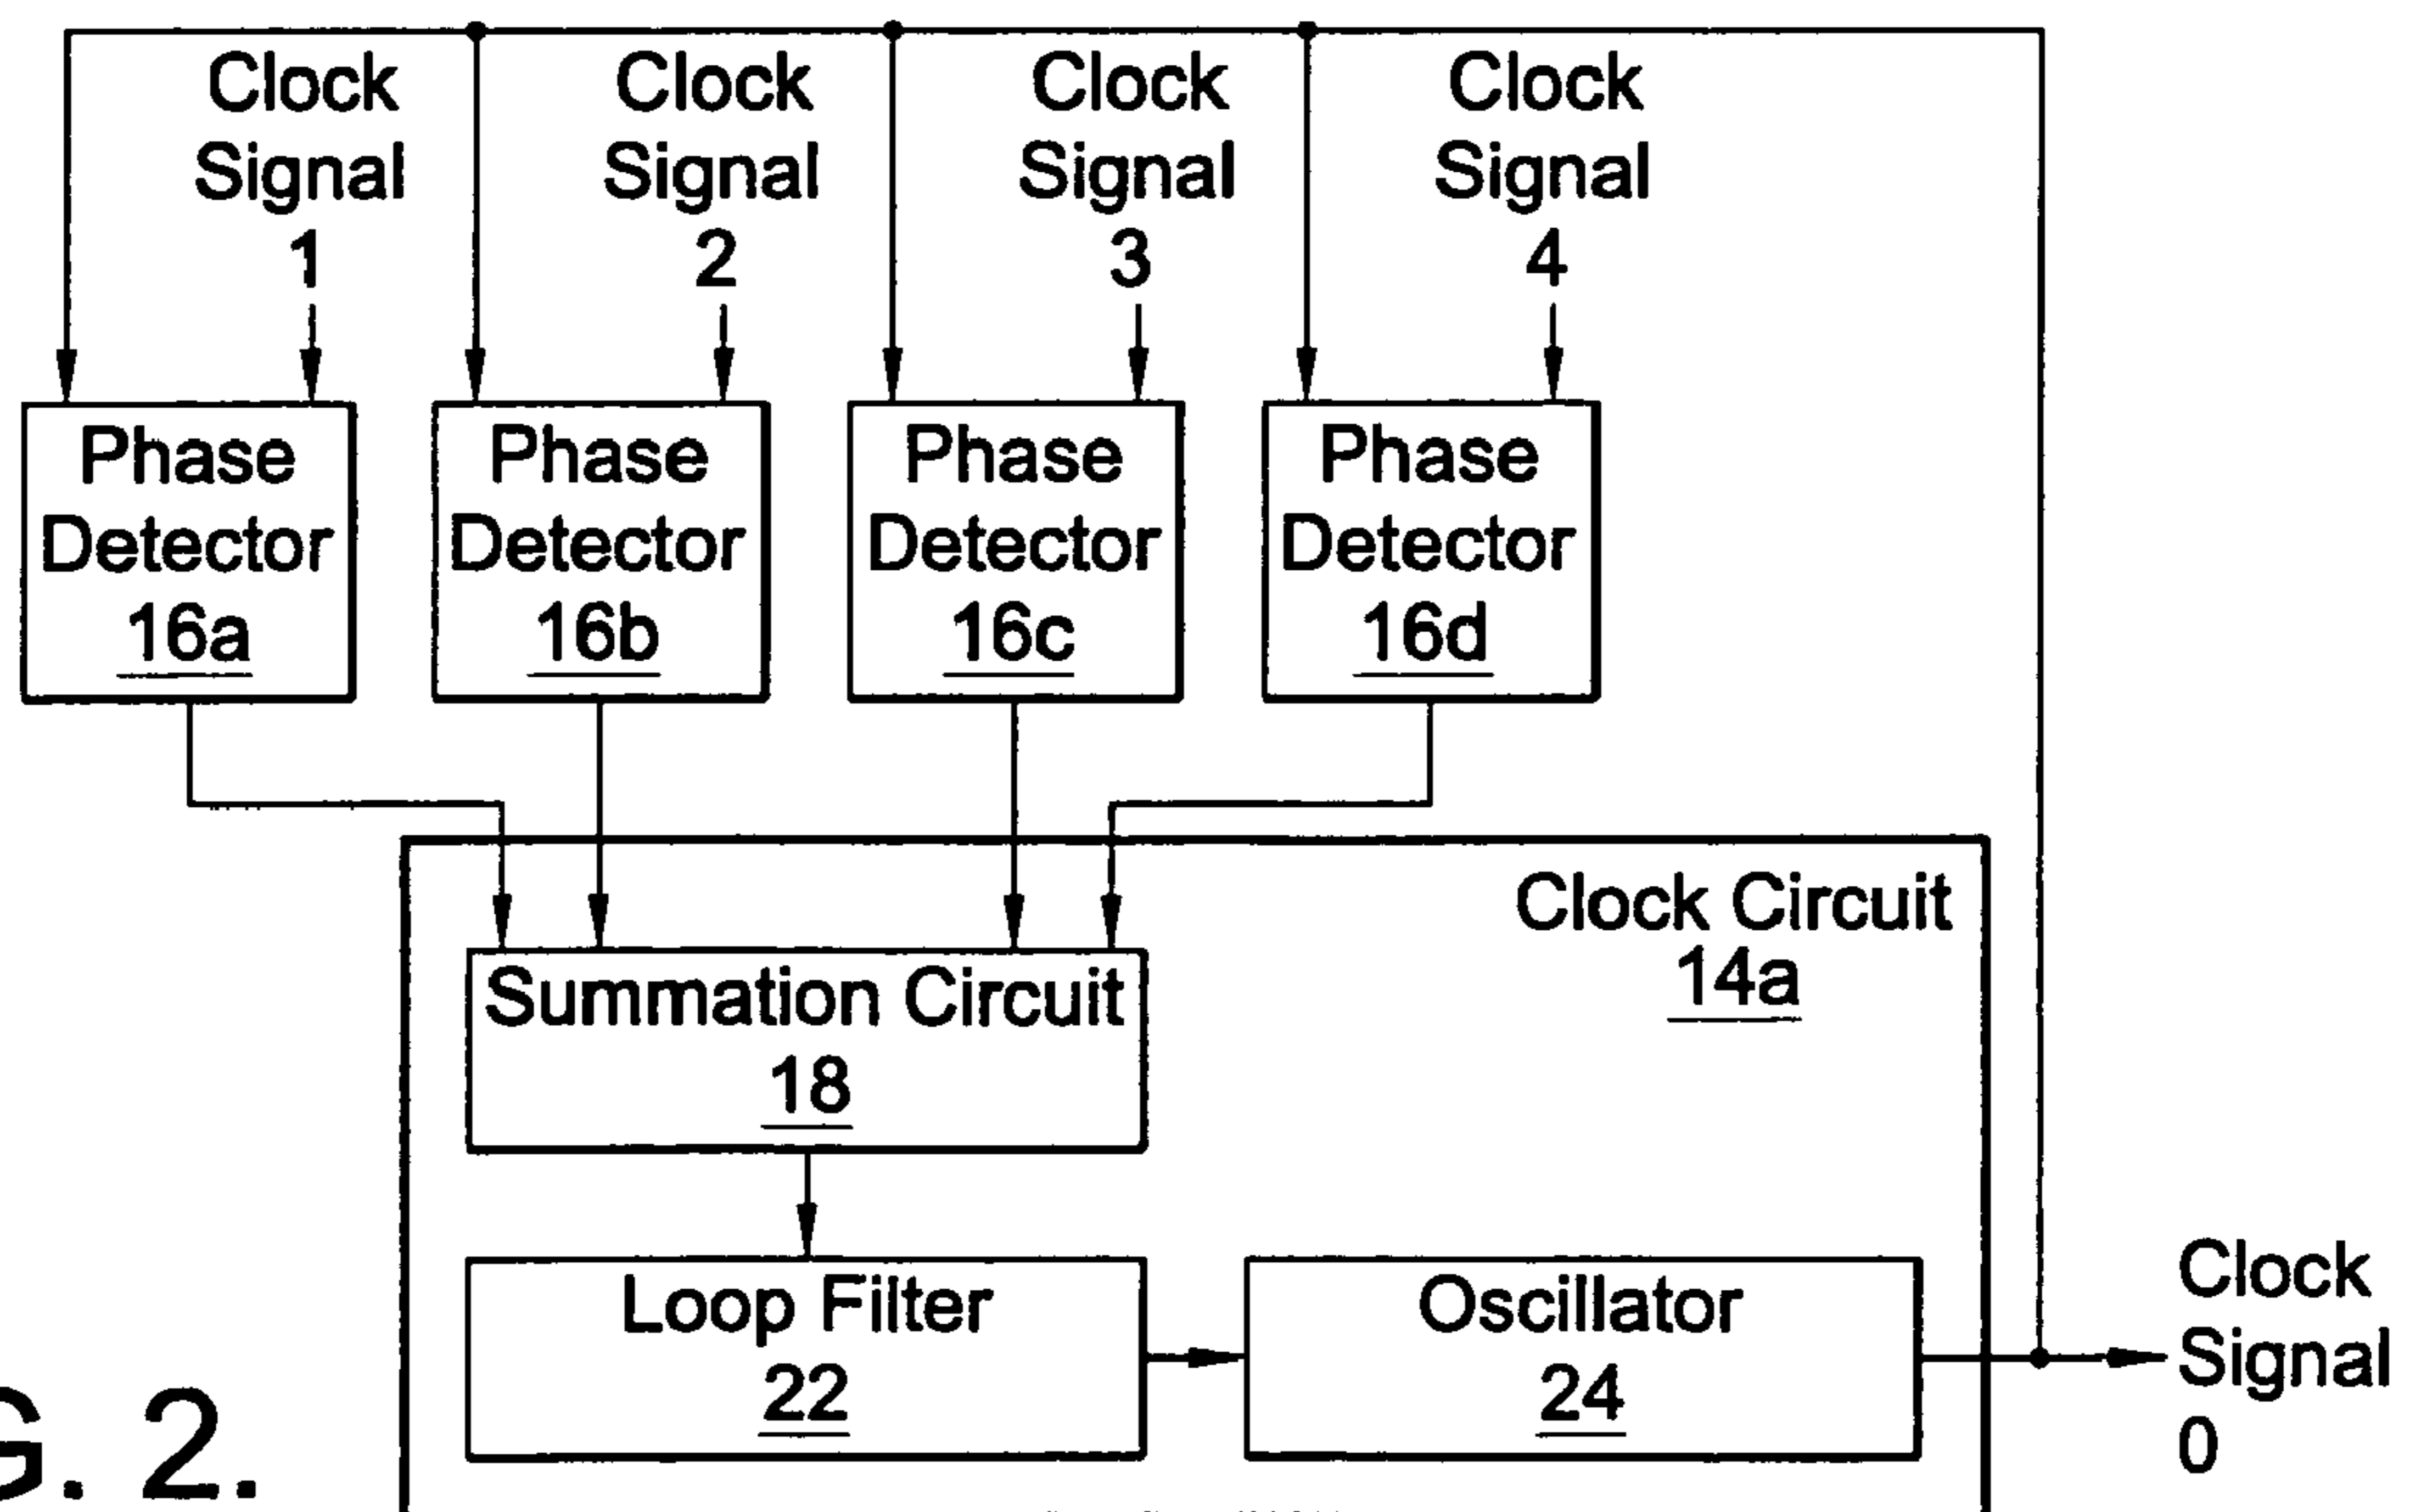 Clock
Signal
1
Clock
Signal
2
Clock
Signal
3
Clock
Signal
4
Phase
Detector
16a
Phase
Detector
16b
Phase
Detector
16c
Phase
Detector
16d
Clock Circuit
14a
Summation Circuit
18
Loop Filter
22
Oscillator
24
Clock
Signal
0
G. 2.